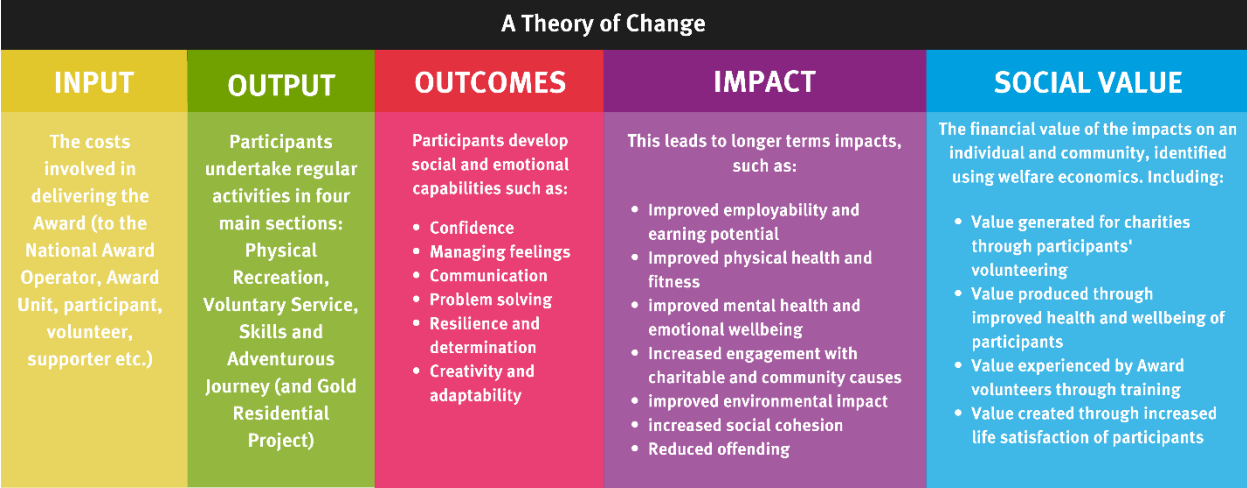 A Theory of Change
INPUT
The costs
involved in
delivering the
Award (to the
National Award
Operator, Award
Unit, participant,
volunteer,
supporter etc.)
OUTPUT
Participants
undertake regular
activities in four
main sections:
Physical
Recreation,
Voluntary Service,
Skills and
Adventurous
Journey (and Gold
Residential
Project)
OUTCOMES
Participants develop
social and emotional
capabilities such as:
• Confidence
• Managing feelings
• Communication
• Problem solving
• Resilience and
determination
• Creativity and
adaptability
IMPACT
This leads to longer terms impacts,
such as:
• Improved employability and
earning potential
• Improved physical health and
fitness
• improved mental health and
emotional wellbeing
• Increased engagement with
charitable and community causes
• improved environmental impact
• increased social cohesion
• Reduced offending
SOCIAL VALUE
The financial value of the impacts on an
individual and community, identified
using welfare economics. Including:
• Value generated for charities
through participants'
volunteering
• Value produced through
improved health and wellbeing of
participants
• Value experienced by Award
volunteers through training
• Value created through increased
life satisfaction of participants